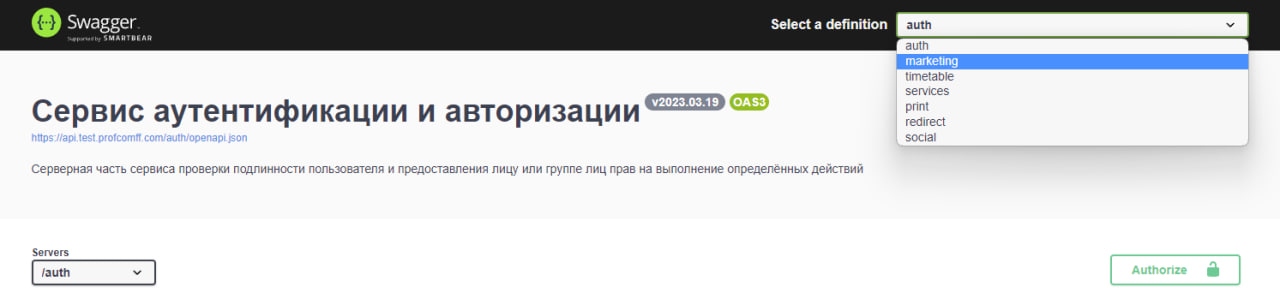 Swagger.
Supported by SMARTBEAR
Select a definition
auth
auth
marketing
timetable
services
print
redirect
social
Сервис аутентификации и авторизации v2023.03.19 OAS3
https://api.test.profcomff.com/auth/openapi.json
Серверная часть сервиса проверки подлинности пользователя и предоставления лицу или группе лиц прав на выполнение определённых действий
Servers
/auth
Authorize